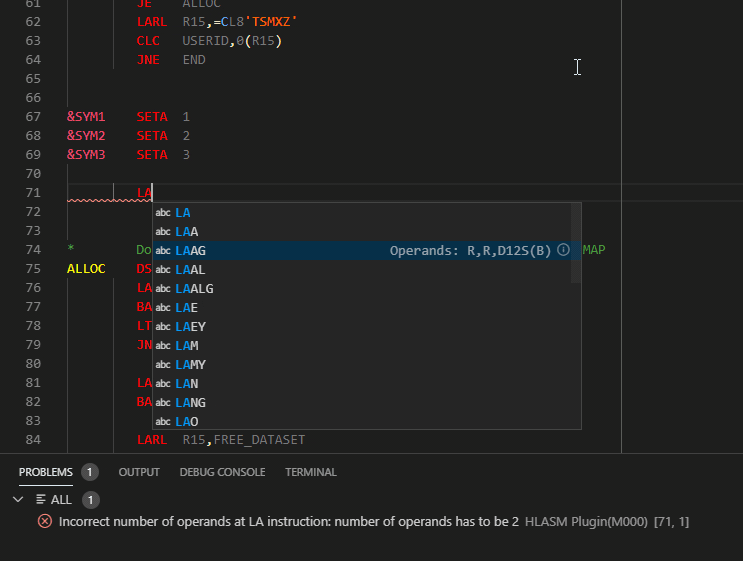 61 JE ALLOC
62 LARL R15,=CL8'TSMXZ'
63 CLC USERID,0(R15)
64 JNE END
65
66
67 &SYM1 SETA 1
68 &SYM2 SETA 2
69 &SYM3 SETA 3
70
71 LA
72 abc LA
73 abc LAA
74 * Do abc LAAG Operands: R,R,D12S(B) MAP
75 ALLOC DS abc LAAL
76 LA abc LAALG
77 BA abc LAE
78 LT abc LAEY
79 JN abc LAM
80 abc LAMY
81 LA abc LAN
82 BA abc LANG
83 abc LAO
84 LARL R15,FREE_DATASET
PROBLEMS 1 OUTPUT DEBUG CONSOLE TERMINAL
ALL 1
Incorrect number of operands at LA instruction: number of operands has to be 2 HLASM Plugin(M000) [71, 1]